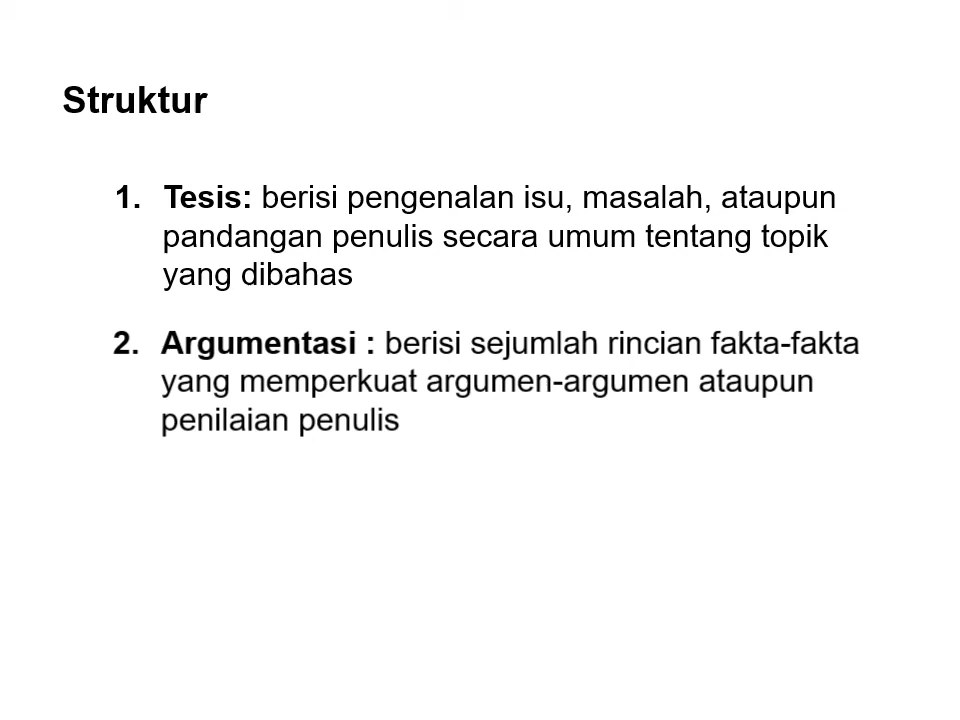 Struktur
1. Tesis: berisi pengenalan isu, masalah, ataupun
pandangan penulis secara umum tentang topik
yang dibahas
2. Argumentasi : berisi sejumlah rincian fakta-fakta
yang memperkuat argumen-argumen ataupun
penilaian penulis